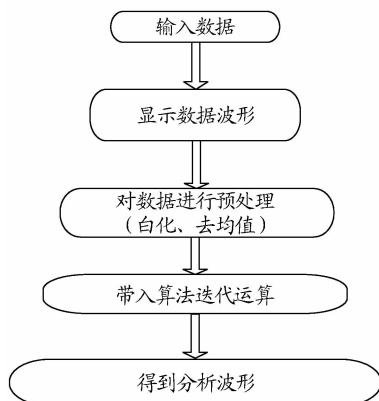 输入数据
显示数据波形
对数据进行预处理
(白化、去均值)
带入算法迭代运算
得到分析波形